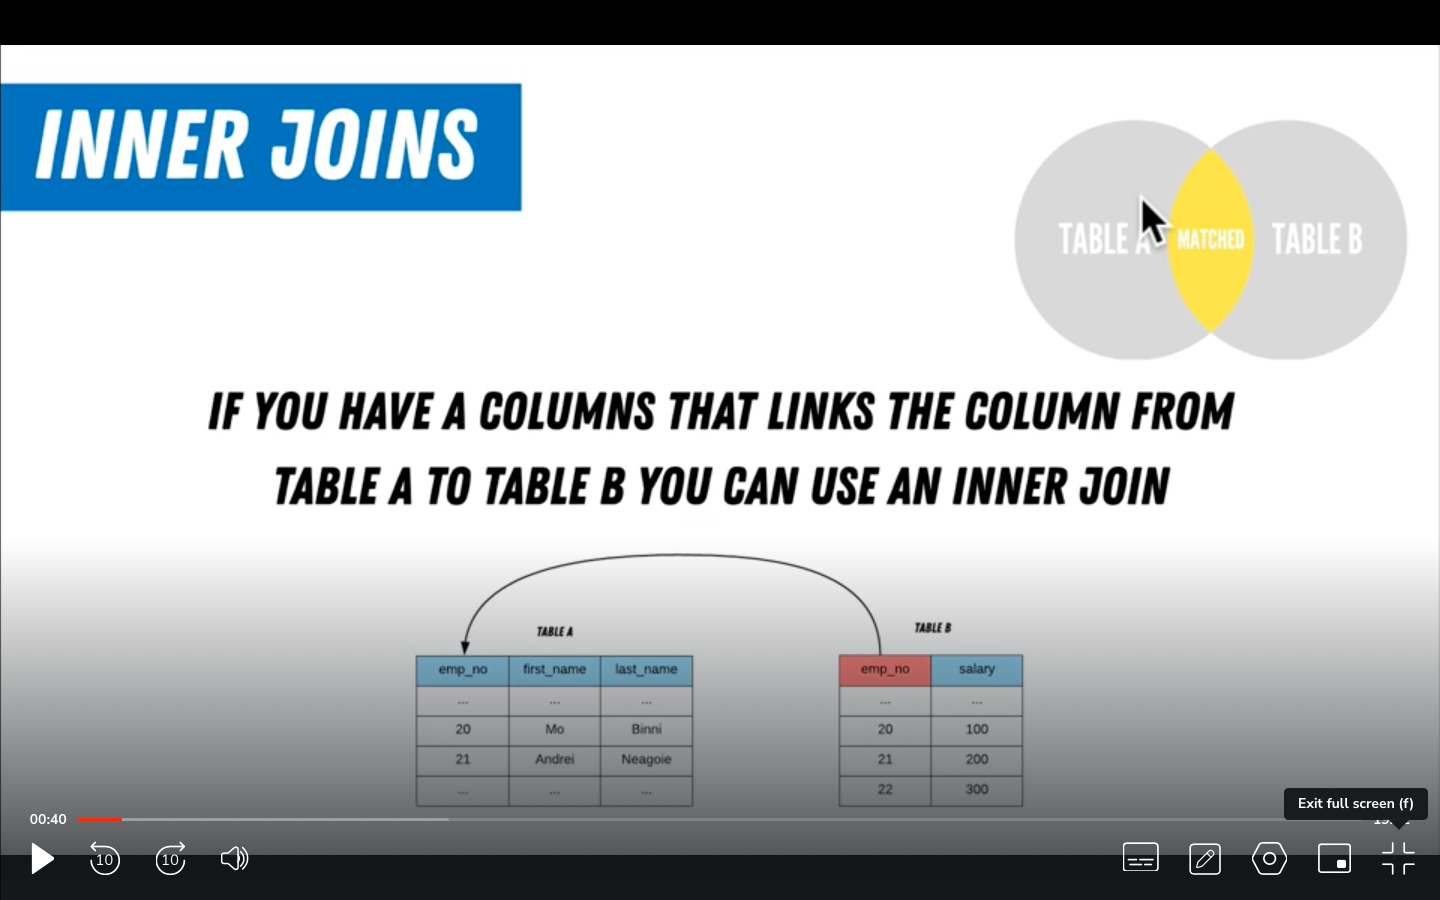 INNER JOINS
TABLE A MATCHED TABLE B
IF YOU HAVE A COLUMNS THAT LINKS THE COLUMN FROM
TABLE A TO TABLE B YOU CAN USE AN INNER JOIN
TABLE A
emp_no first_name last_name
... ... ...
20 Mo Binni
21 Andrei Neagoie
... ... ...
TABLE B
emp_no salary
... ...
20 100
21 200
22 300
Exit full screen (f)
00:40
10 10